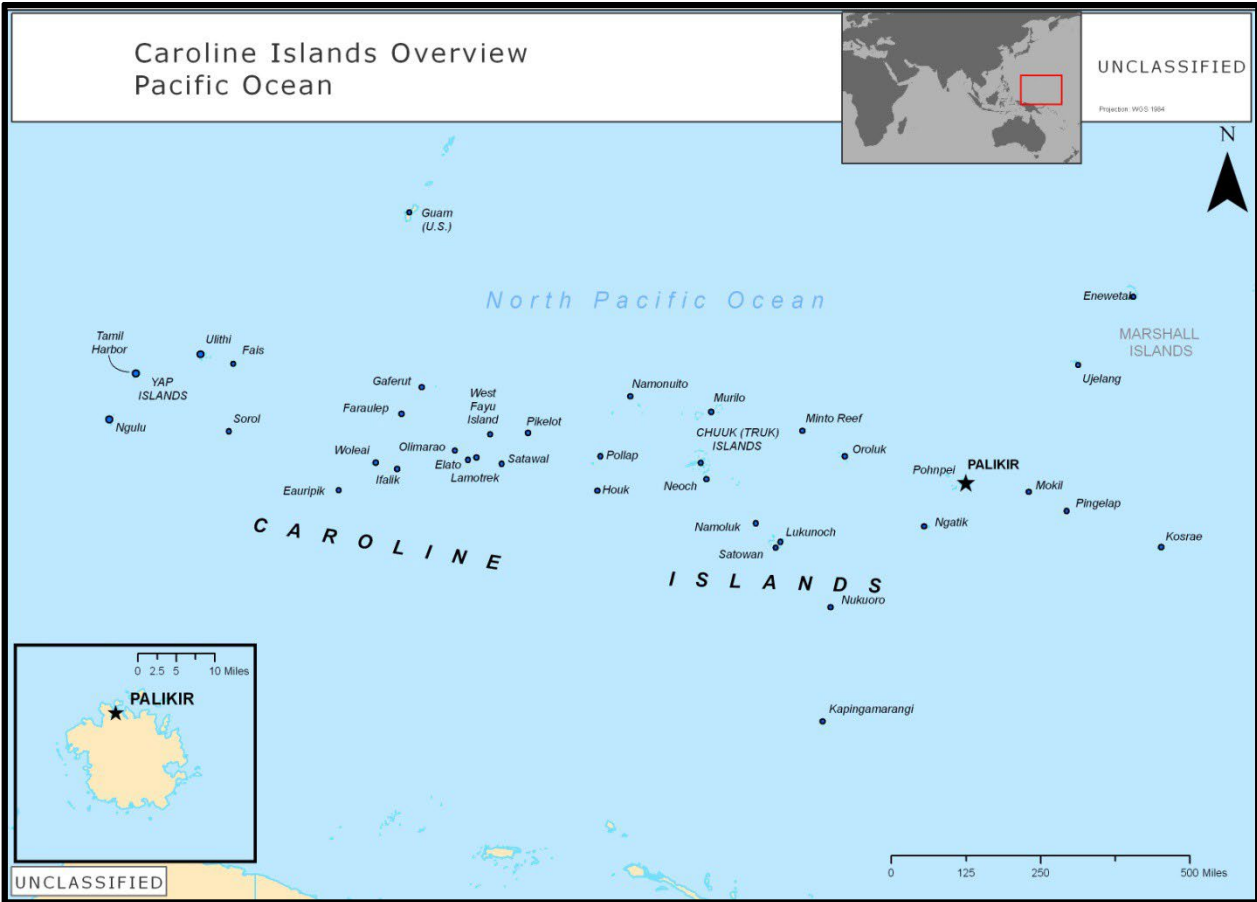 Caroline Islands Overview
Pacific Ocean
UNCLASSIFIED
Projection: WGS 1984
N
Guam
(U.S.)
North Pacific Ocean
Enewetak
MARSHALL
ISLANDS
Ujelang
Tamil
Harbor
Ulithi
Fais
YAP
ISLANDS
Ngulu
Sorol
Gaferut
Faraulep
West
Fayu
Island
Pikelot
Woleai
Olimarao
Ifalik
Elato
Lamotrek
Satawal
Eauripik
Namonuito
Murilo
CHUUK (TRUK)
ISLANDS
Pollap
Houk
Neoch
Minto Reef
Oroluk
Pohnpei
PALIKIR
Mokil
Pingelap
Ngatik
Kosrae
Namoluk
Lukunoch
Satowan
CAROLINE
ISLANDS
Nukuoro
Kapingamarangi
0 2.5 5 10 Miles
PALIKIR
UNCLASSIFIED
0 125 250 500 Miles